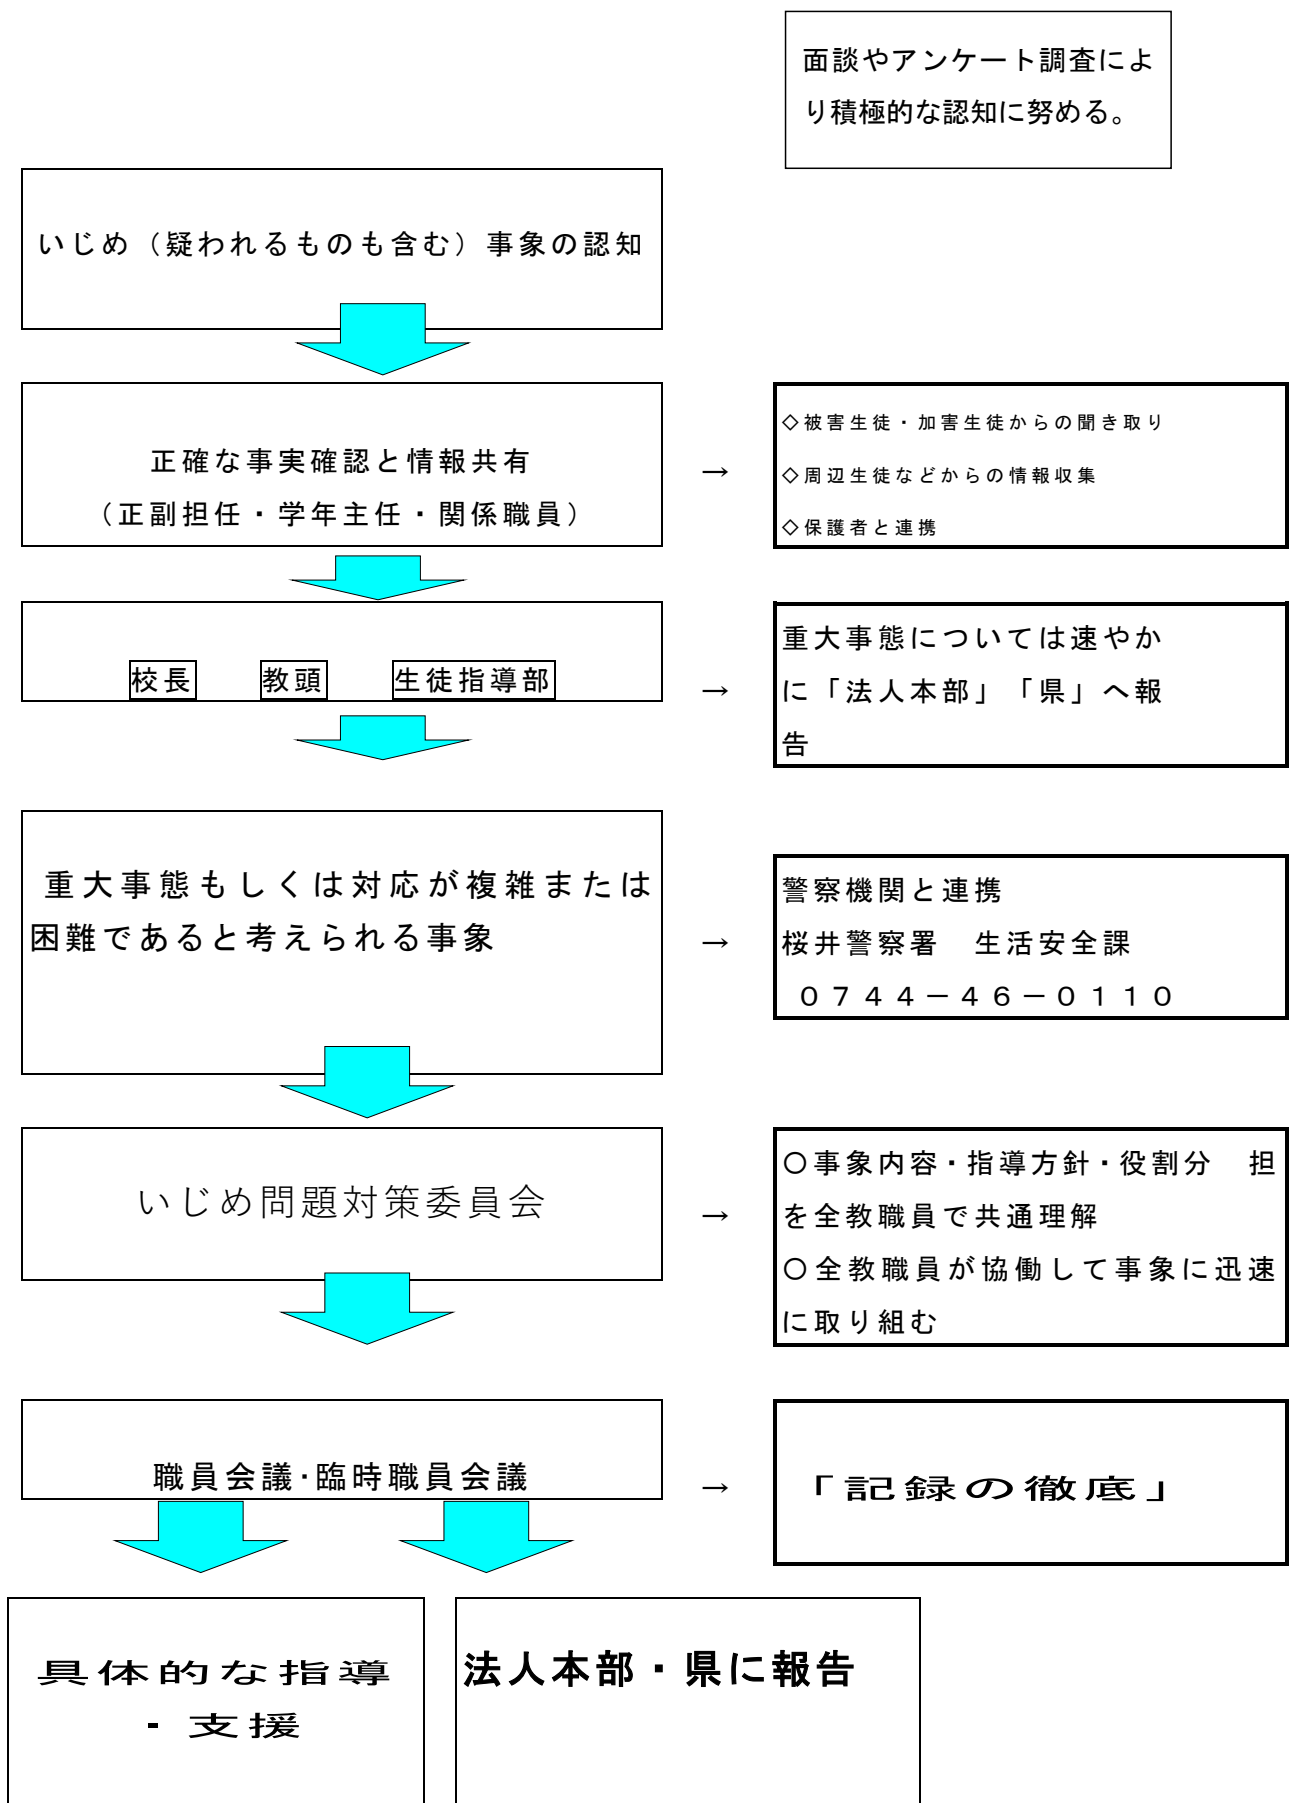 面談やアンケート調査によ
り積極的な認知に努める。
いじめ（疑われるものも含む）事象の認知
正確な事実確認と情報共有
（正副担任・学年主任・関係職員）
→
◇被害生徒・加害生徒からの聞き取り
◇周辺生徒などからの情報収集
◇保護者と連携
校長 教頭 生徒指導部
→
重大事態については速やか
に「法人本部」「県」へ報
告
重大事態もしくは対応が複雑または
困難であると考えられる事象
→
警察機関と連携
桜井警察署　生活安全課
０７４４－４６－０１１０
いじめ問題対策委員会
→
○事象内容・指導方針・役割分　担
を全教職員で共通理解
○全教職員が協働して事象に迅速
に取り組む
職員会議・臨時職員会議
→
「記録の徹底」
具体的な指導
・支援
法人本部・県に報告